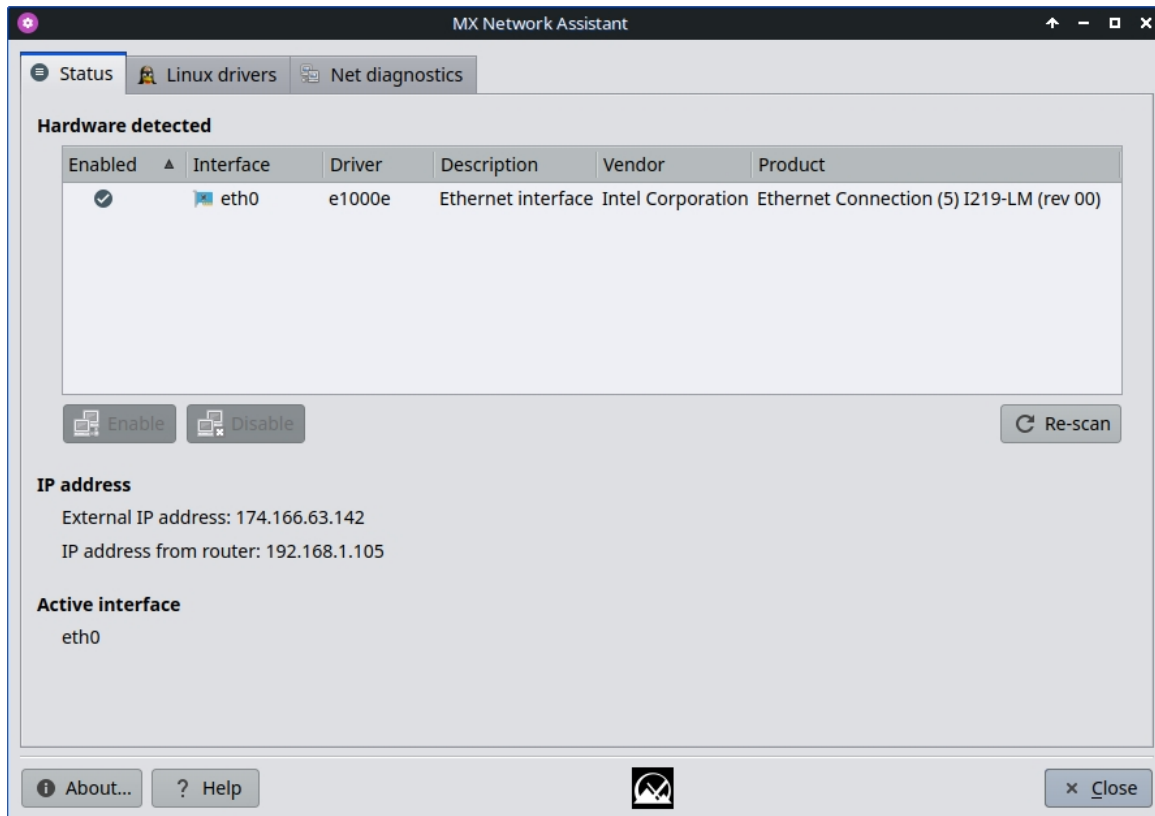 MX Network Assistant
Status Linux drivers Net diagnostics
Hardware detected
Enabled Interface Driver Description Vendor Product
eth0 e1000e Ethernet interface Intel Corporation Ethernet Connection (5) I219-LM (rev 00)
Enable Disable Re-scan
IP address
External IP address: 174.166.63.142
IP address from router: 192.168.1.105
Active interface
eth0
About... ? Help Close